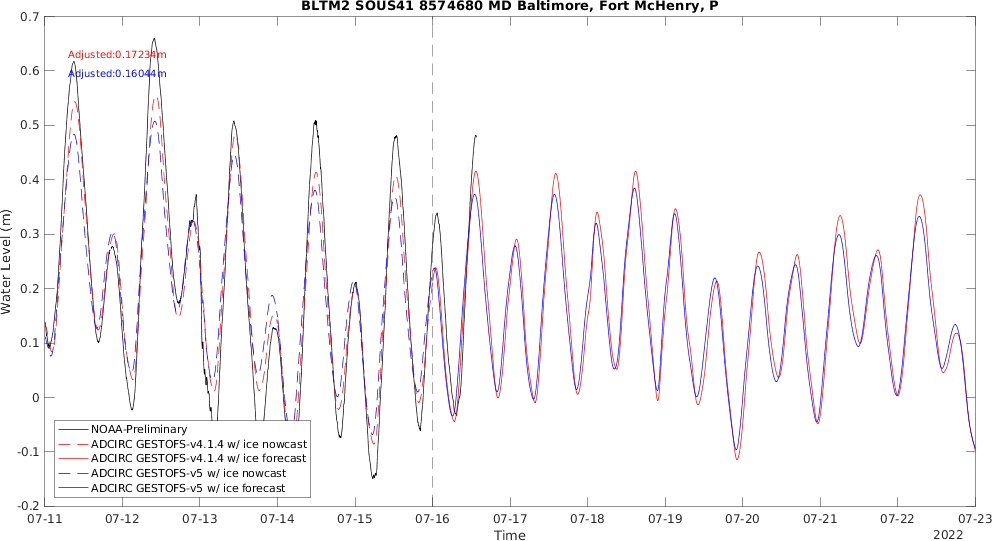 BLTM2 SOUS41 8574680 MD Baltimore, Fort McHenry, P
0.7
Adjusted:0.17234m
0.6
Adjusted:0.16044m
0.5
0.4
0.3
0.2
0.1
0
-0.1
-0.2
Water Level (m)
NOAA-Preliminary
ADCIRC GESTOFS-v4.1.4 w/ ice nowcast
ADCIRC GESTOFS-v4.1.4 w/ ice forecast
ADCIRC GESTOFS-v5 w/ ice nowcast
ADCIRC GESTOFS-v5 w/ ice forecast
07-11 07-12 07-13 07-14 07-15 07-16 07-17 07-18 07-19 07-20 07-21 07-22 07-23
Time
2022